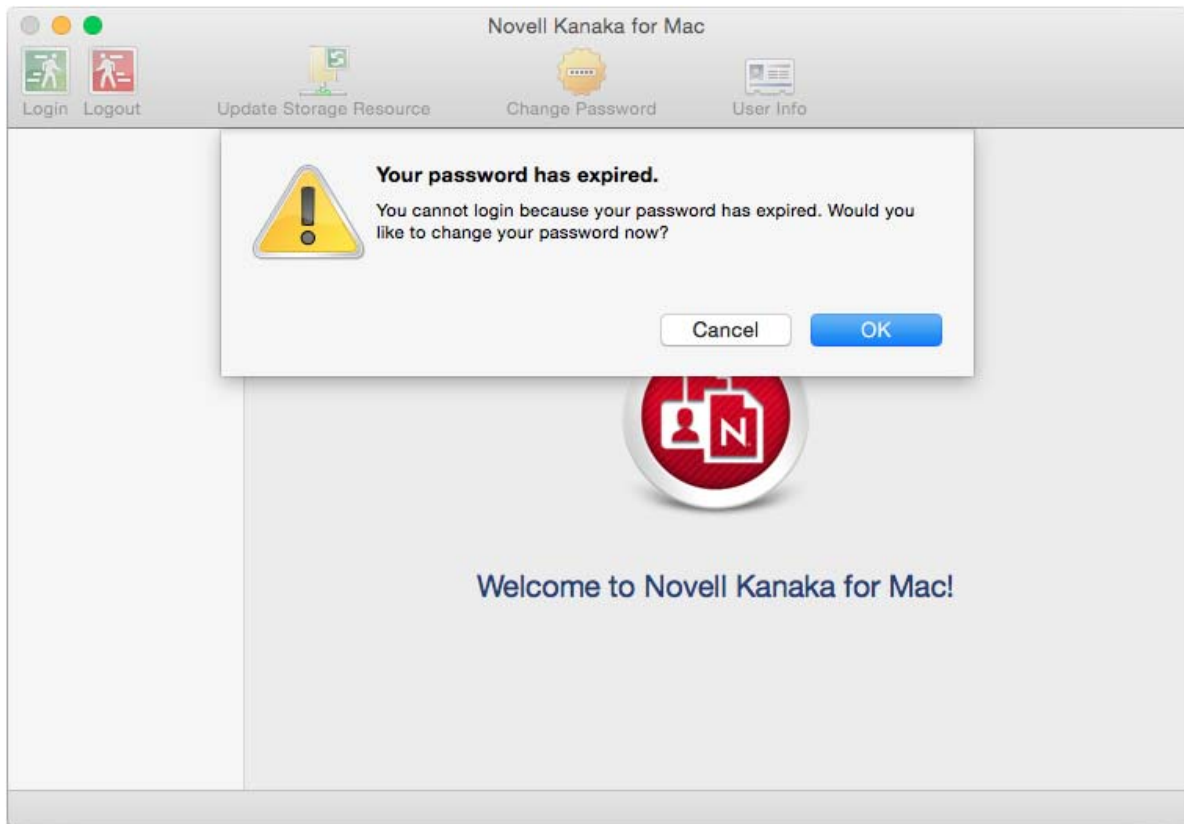 Novell Kanaka for Mac
Login Logout Update Storage Resource Change Password User Info
Your password has expired.
You cannot login because your password has expired. Would you
like to change your password now?
Cancel OK
N
Welcome to Novell Kanaka for Mac!